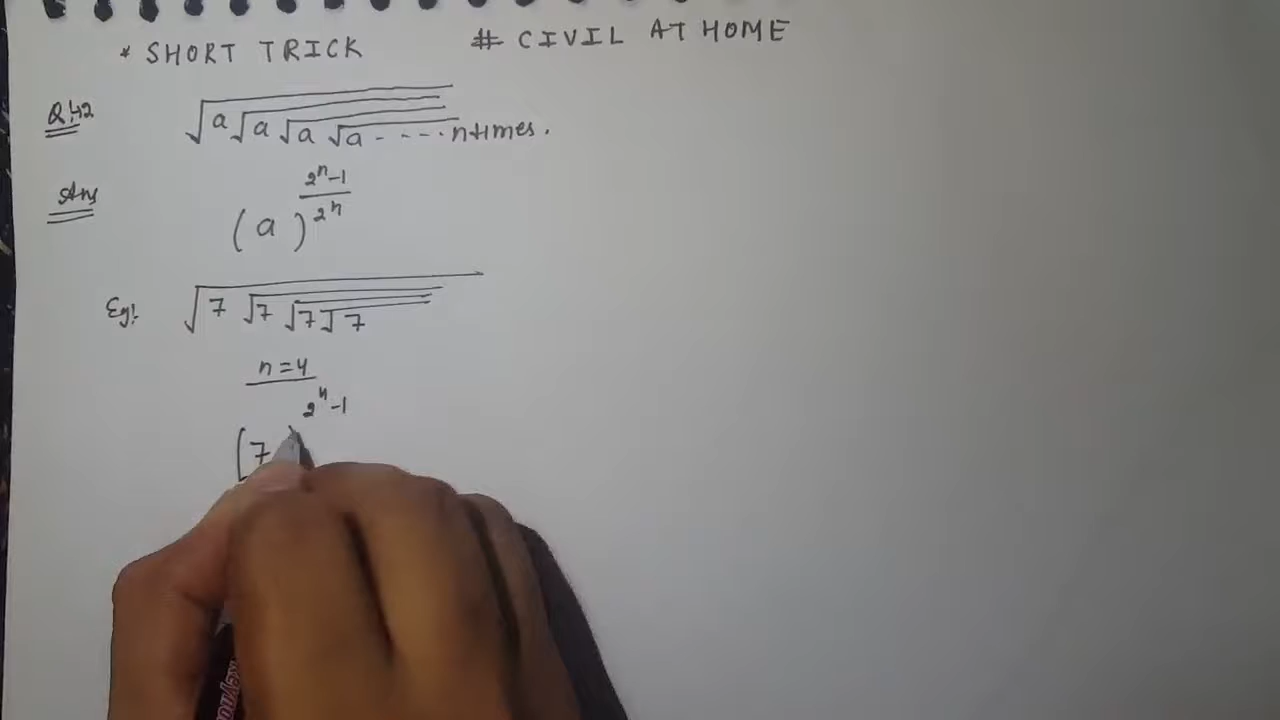 * SHORT TRICK # CIVIL AT HOME
Q.42 √a√a√a√a - - - - - n times.
Ans (a)^(2^n-1)/(2^n)
Eg: √7√7√7√7
n = 4
2^4-1
[7